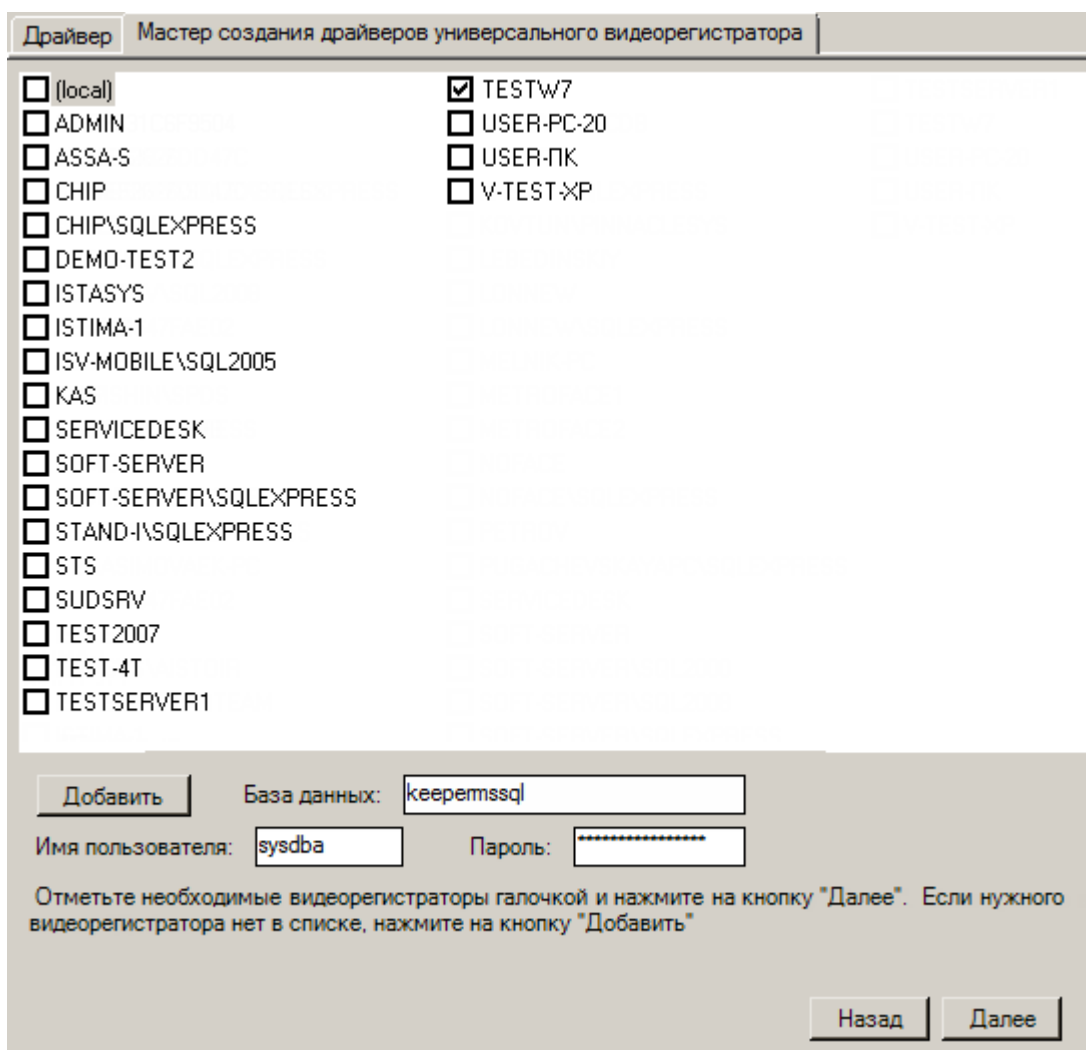 Драйвер
Мастер создания драйверов универсального видеорегистратора
(local)
ADMIN
ASSA-S
CHIP
CHIP\SQLEXPRESS
DEMO-TEST2
ISTASYS
ISTIMA-1
ISV-MOBILE\SQL2005
KAS
SERVICEDESK
SOFT-SERVER
SOFT-SERVER\SQLEXPRESS
STAND-I\SQLEXPRESS
STS
SUDSRV
TEST2007
TEST-4T
TESTSERVER1
TESTW7
USER-PC-20
USER-ПК
V-TEST-XP
Добавить
База данных:
keepermssql
Имя пользователя:
sysdba
Пароль:
****************
Отметьте необходимые видеорегистраторы галочкой и нажмите на кнопку "Далее". Если нужного
видеорегистратора нет в списке, нажмите на кнопку "Добавить"
Назад
Далее